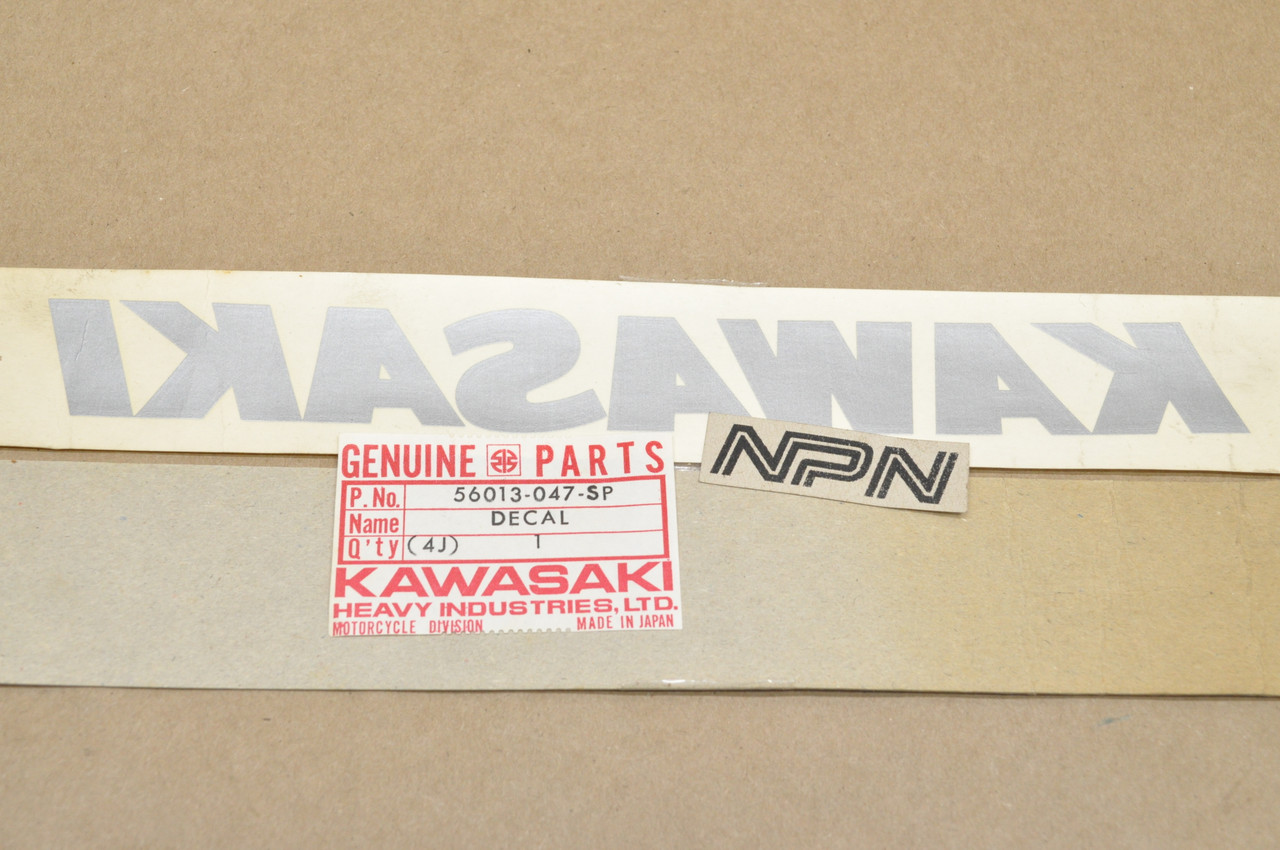 KAWASAKI
NPN
GENUINE PARTS
P. No. 56013-047-SP
Name DECAL
Q'ty (4J) 1
KAWASAKI
HEAVY INDUSTRIES, LTD.
MOTORCYCLE DIVISION MADE IN JAPAN